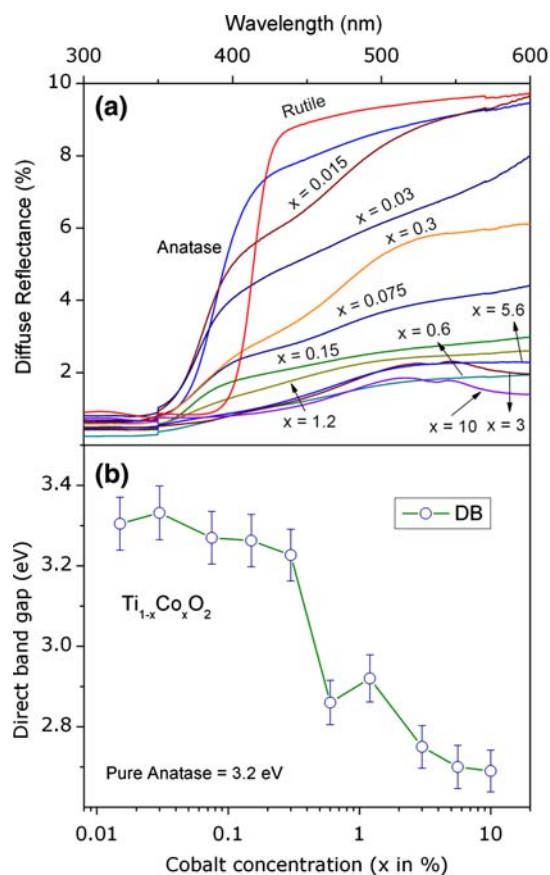 Wavelength (nm)
300 400 500 600
10
8
6
4
2
Diffuse Reflectance (%)
(a)
Rutile
Anatase
x = 0.015
x = 0.03
x = 0.3
x = 0.075
x = 0.6
x = 5.6
x = 0.15
x = 1.2
x = 10
x = 3
(b)
DB
3.4
3.2
3.0
2.8
Direct band gap (eV)
Ti1-xCoxO2
Pure Anatase = 3.2 eV
0.01 0.1 1 10
Cobalt concentration (x in %)